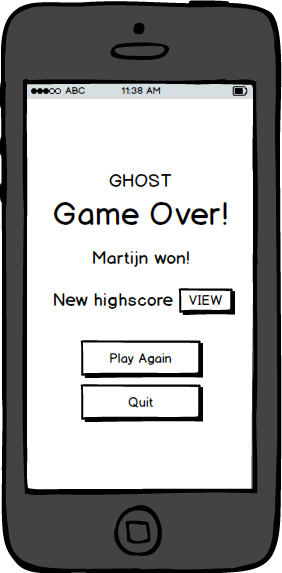 ABC 11:38 AM
GHOST
Game Over!
Martijn won!
New highscore VIEW
Play Again
Quit